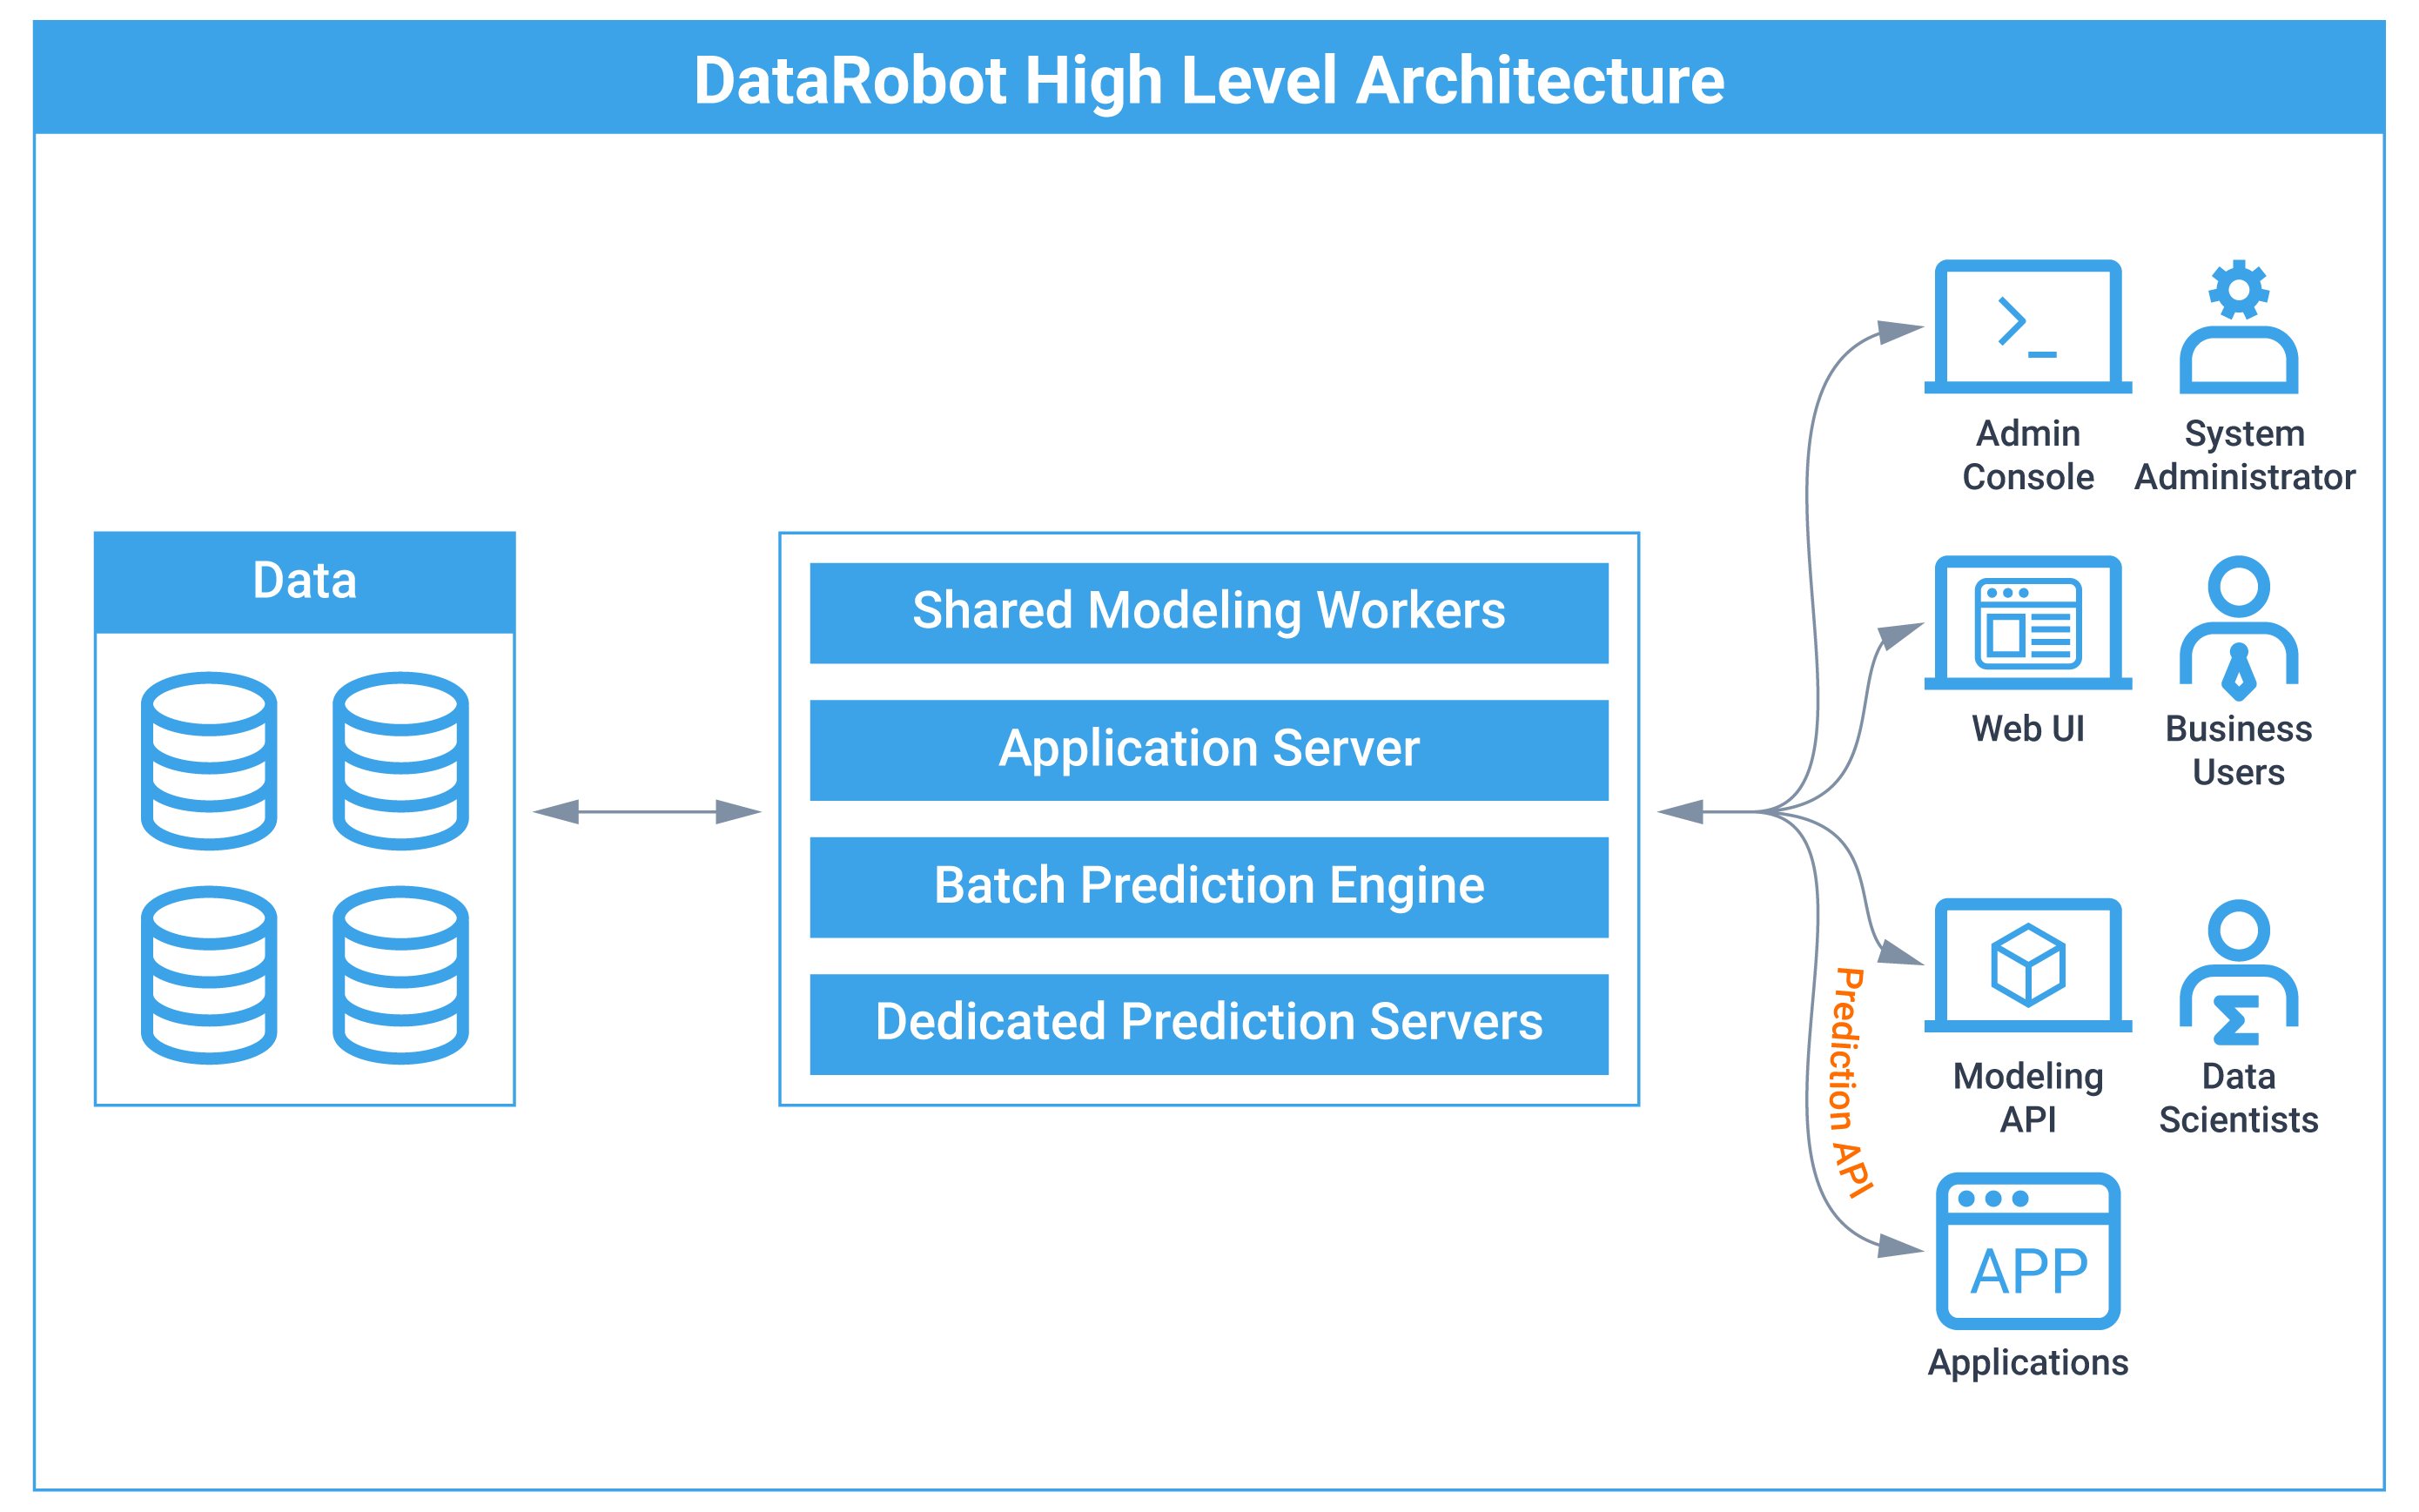 DataRobot High Level Architecture
Data
Shared Modeling Workers
Application Server
Batch Prediction Engine
Dedicated Prediction Servers
Admin
Console
System
Administrator
Web UI
Business
Users
Modeling
API
Data
Scientists
Prediction API
APP
Applications